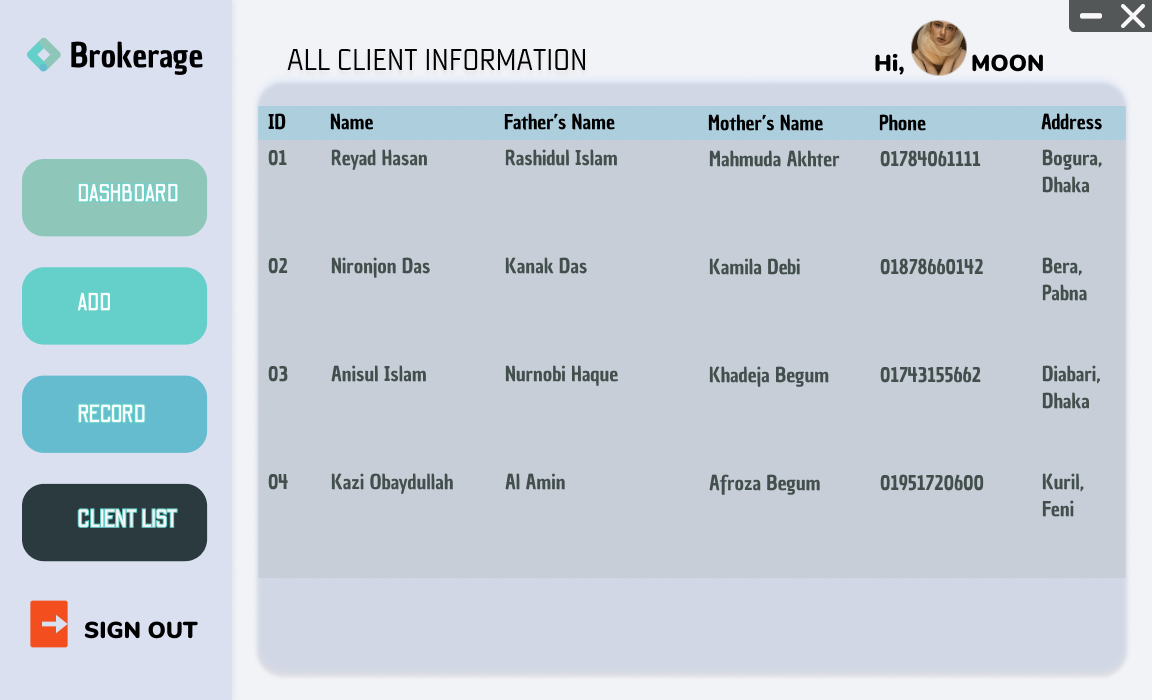 Brokerage
ALL CLIENT INFORMATION
Hi, MOON
ID Name Father's Name Mother's Name Phone Address
01 Reyad Hasan Rashidul Islam Mahmuda Akhter 01784061111 Bogura,
Dhaka
DASHBOARD
02 Nironjon Das Kanak Das Kamila Debi 01878660142 Bera,
Pabna
ADD
03 Anisul Islam Nurnobi Haque Khadeja Begum 01743155662 Diabari,
Dhaka
RECORD
04 Kazi Obaydullah Al Amin Afroza Begum 01951720600 Kuril,
Feni
CLIENT LIST
SIGN OUT